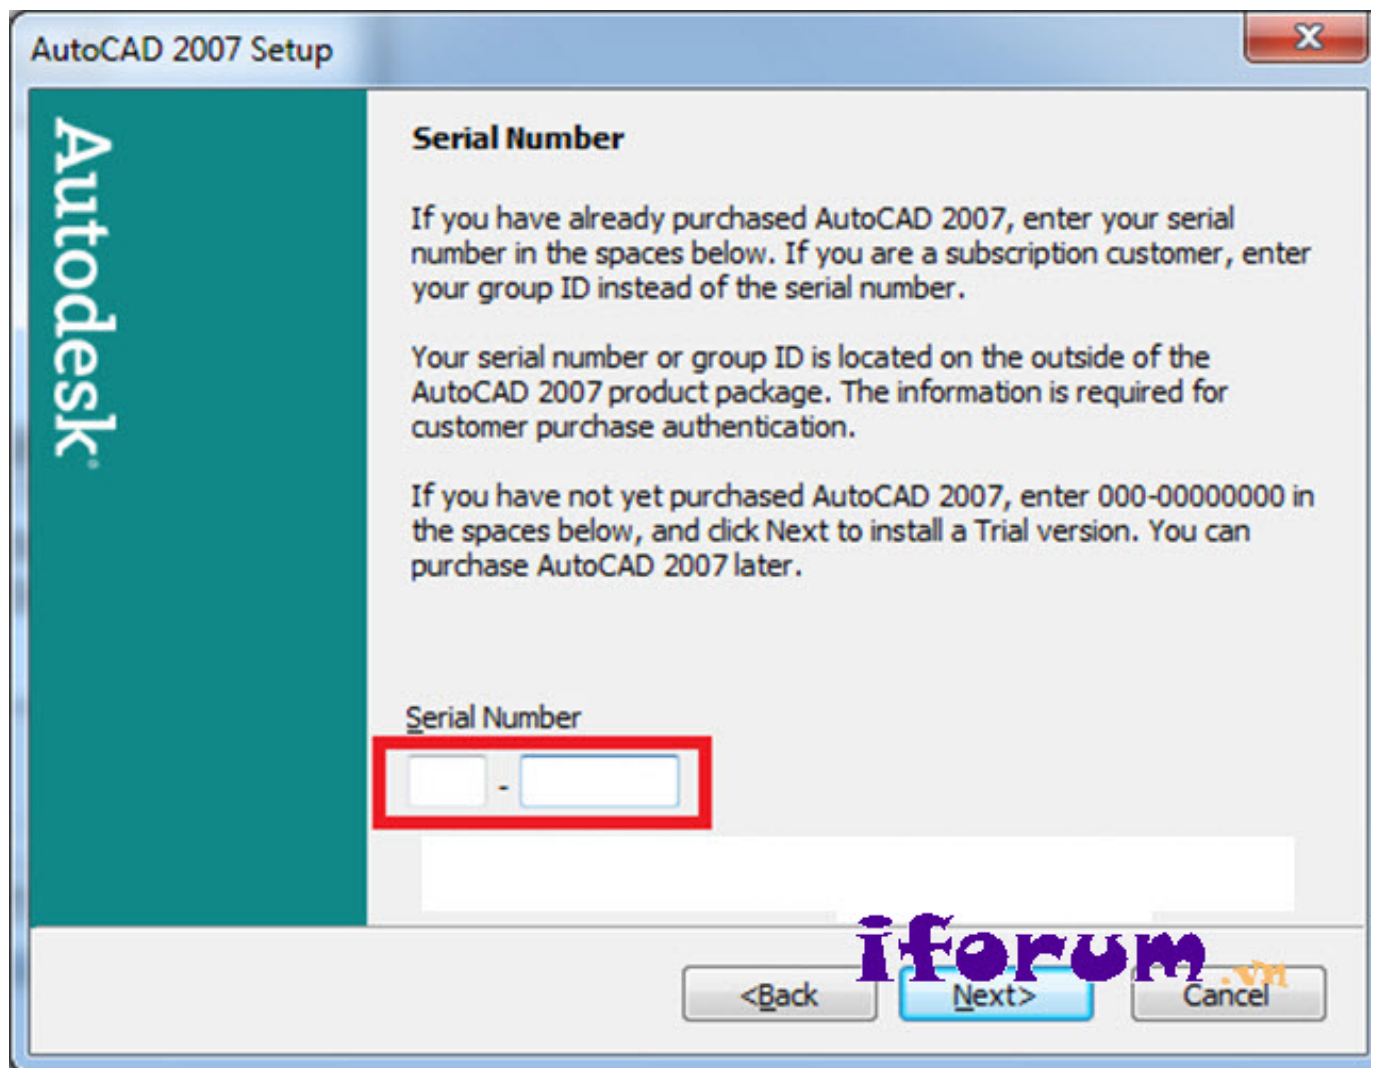 AutoCAD 2007 Setup
Autodesk
Serial Number
If you have already purchased AutoCAD 2007, enter your serial
number in the spaces below. If you are a subscription customer, enter
your group ID instead of the serial number.
Your serial number or group ID is located on the outside of the
AutoCAD 2007 product package. The information is required for
customer purchase authentication.
If you have not yet purchased AutoCAD 2007, enter 000-00000000 in
the spaces below, and click Next to install a Trial version. You can
purchase AutoCAD 2007 later.
Serial Number
-
iforum.vn
<Back Next> Cancel